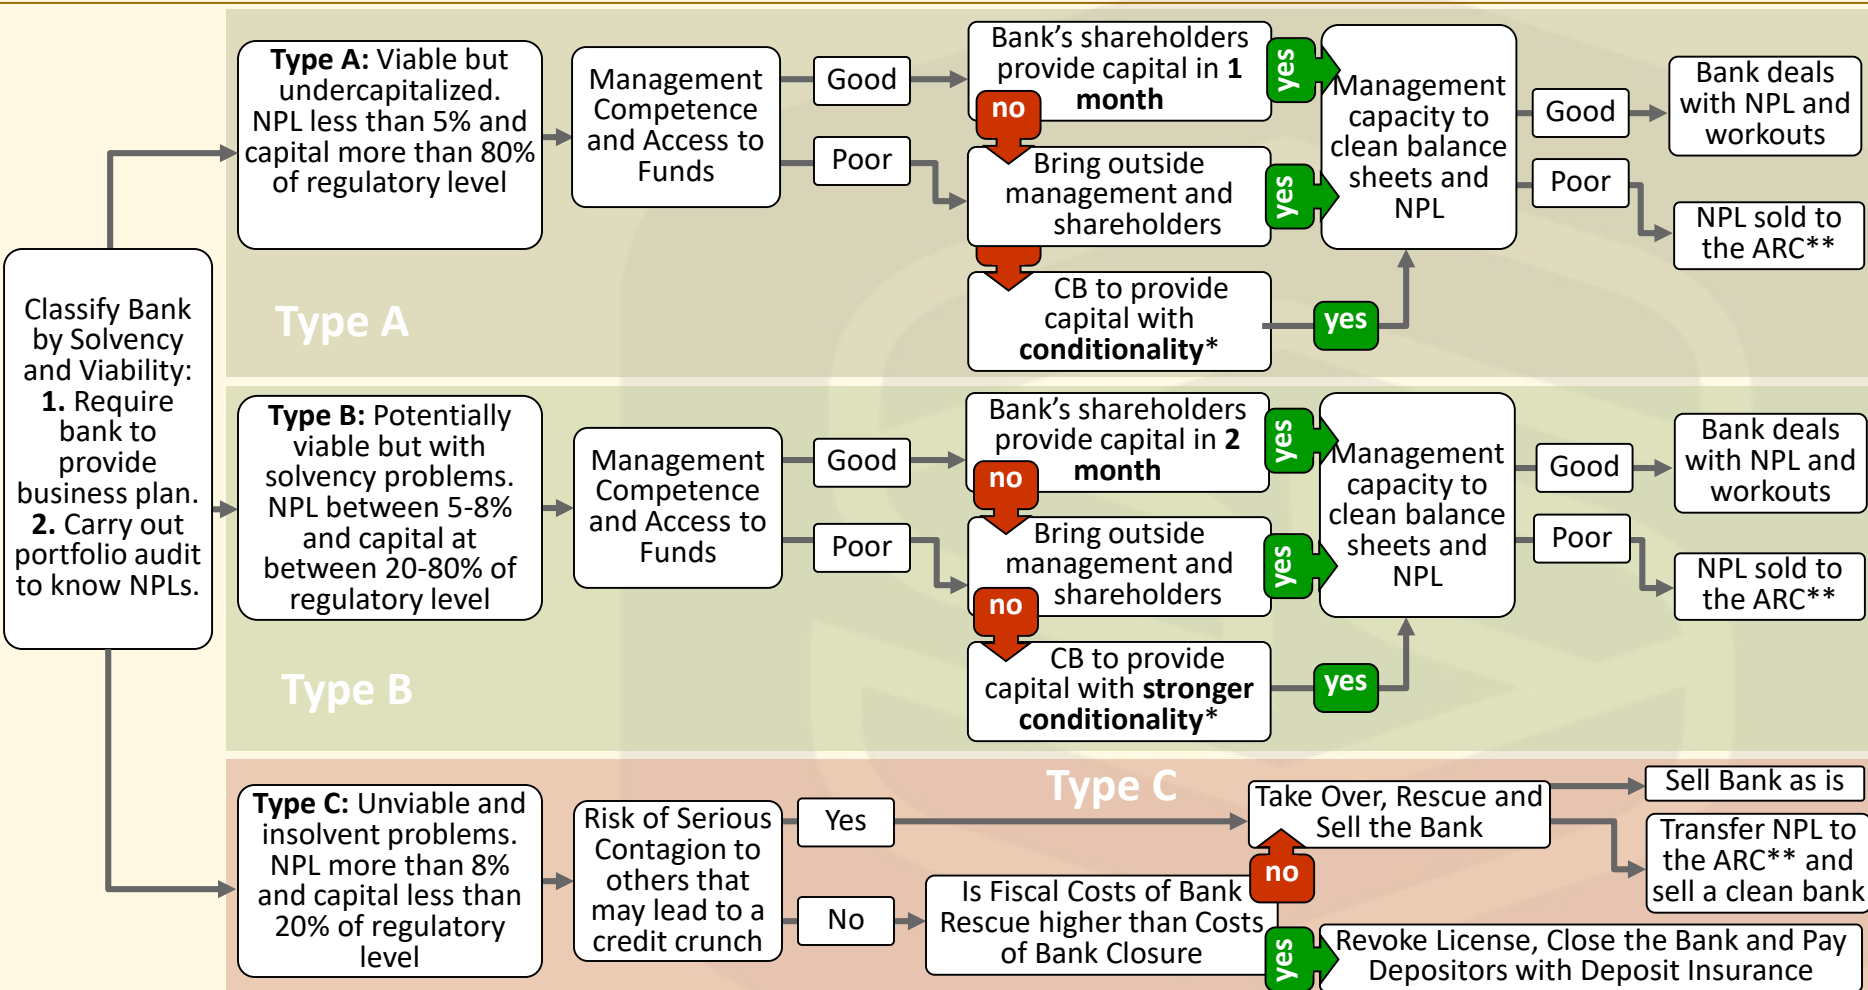 Classify Bank
by Solvency
and Viability:
1. Require
bank to
provide
business plan.
2. Carry out
portfolio audit
to know NPLs.
Type A: Viable but
undercapitalized.
NPL less than 5% and
capital more than 80%
of regulatory level
Management
Competence
and Access to
Funds
Good
Poor
Bank's shareholders
provide capital in 1
month
yes
no
Bring outside
management and
shareholders
yes
CB to provide
capital with
conditionality*
yes
Management
capacity to
clean balance
sheets and
NPL
Good
Poor
Bank deals
with NPL and
workouts
NPL sold to
the ARC**
Type A
Type B: Potentially
viable but with
solvency problems.
NPL between 5-8%
and capital at
between 20-80% of
regulatory level
Management
Competence
and Access to
Funds
Good
Poor
Bank's shareholders
provide capital in 2
month
yes
no
Bring outside
management and
shareholders
yes
no
CB to provide
capital with stronger
conditionality*
yes
Management
capacity to
clean balance
sheets and
NPL
Good
Poor
Bank deals
with NPL and
workouts
NPL sold to
the ARC**
Type B
Type C
Type C: Unviable and
insolvent problems.
NPL more than 8%
and capital less than
20% of regulatory
level
Risk of Serious
Contagion to
others that
may lead to a
credit crunch
Yes
No
Take Over, Rescue and
Sell the Bank
Sell Bank as is
Transfer NPL to
the ARC** and
sell a clean bank
Is Fiscal Costs of Bank
Rescue higher than Costs
of Bank Closure
no
yes
Revoke License, Close the Bank and Pay
Depositors with Deposit Insurance